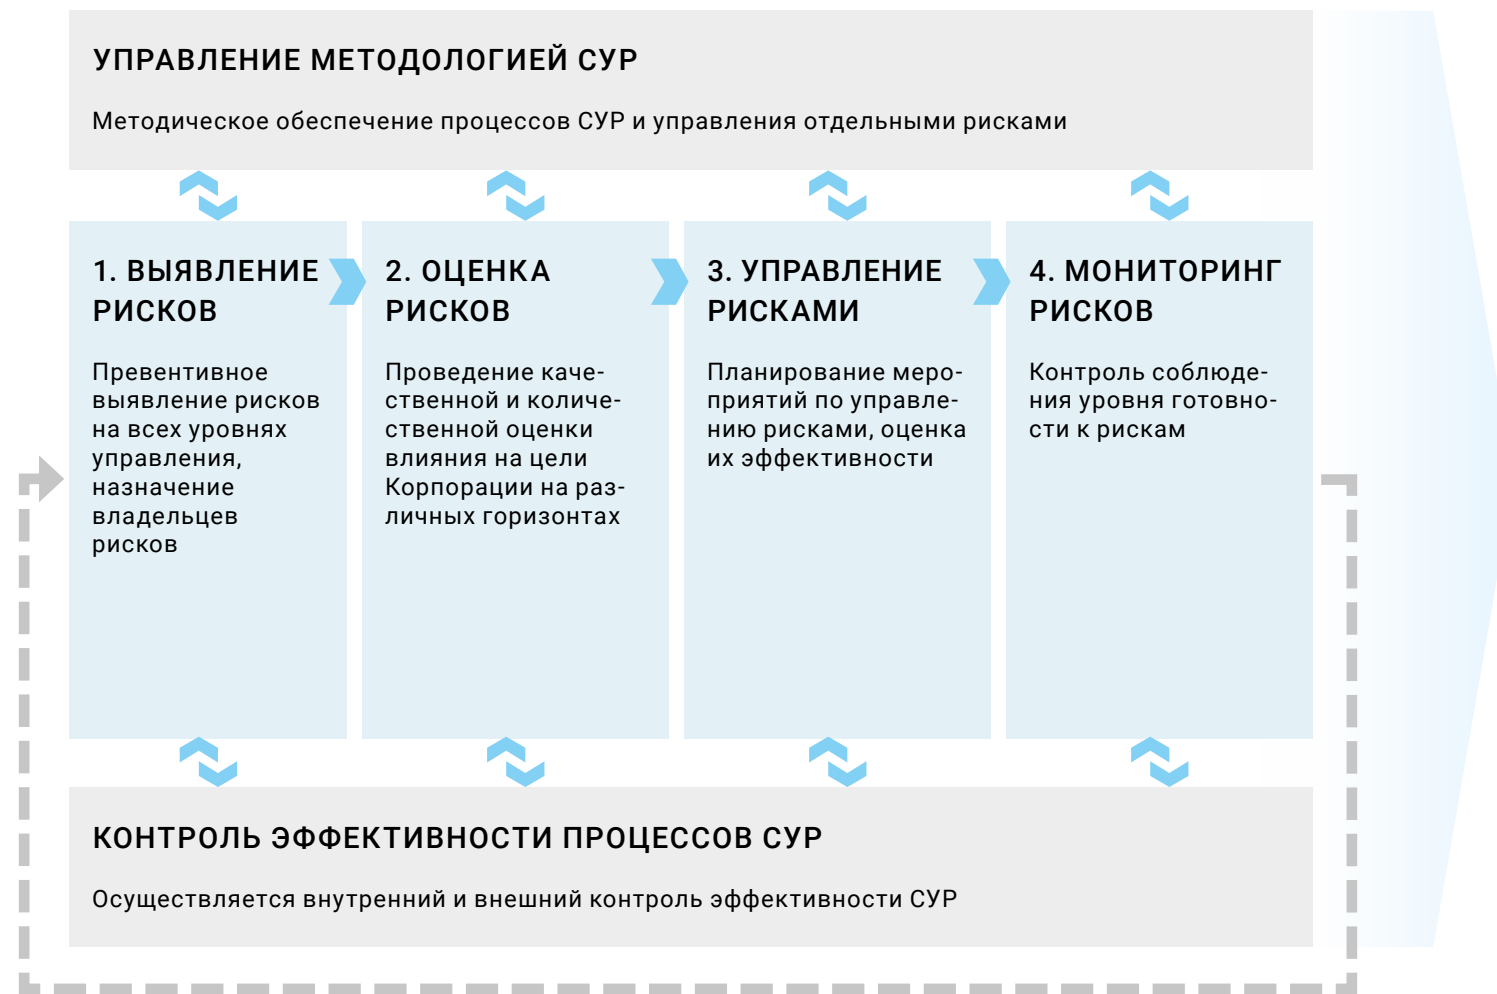 УПРАВЛЕНИЕ МЕТОДОЛОГИЕЙ СУР
Методическое обеспечение процессов СУР и управления отдельными рисками
1. ВЫЯВЛЕНИЕ
РИСКОВ
Превентивное
выявление рисков
на всех уровнях
управления,
назначение
владельцев
рисков
2. ОЦЕНКА
РИСКОВ
Проведение каче-
ственной и количе-
ственной оценки
влияния на цели
Корпорации на раз-
личных горизонтах
3. УПРАВЛЕНИЕ
РИСКАМИ
Планирование меро-
приятий по управле-
нию рисками, оценка
их эффективности
4. МОНИТОРИНГ
РИСКОВ
Контроль соблюде-
ния уровня готовно-
сти к рискам
КОНТРОЛЬ ЭФФЕКТИВНОСТИ ПРОЦЕССОВ СУР
Осуществляется внутренний и внешний контроль эффективности СУР